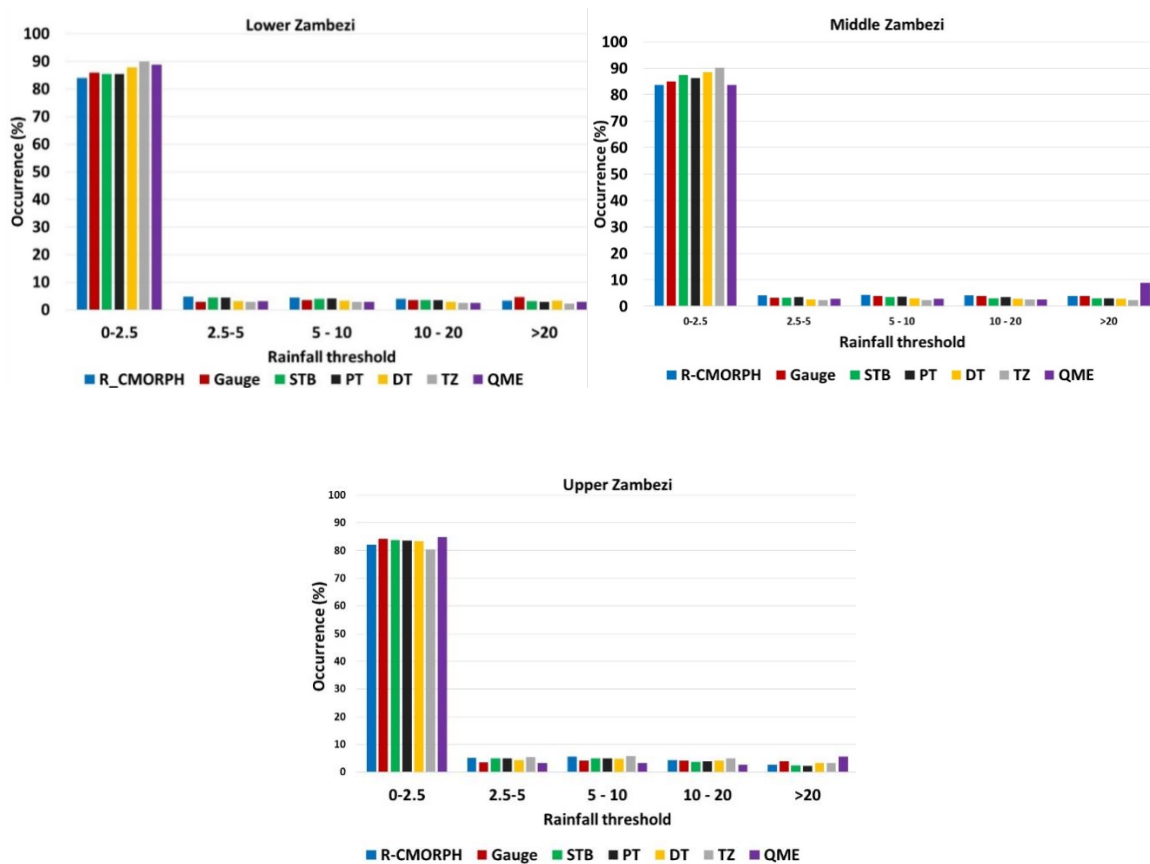 Lower Zambezi
100
90
80
70
60
50
40
30
20
10
0
Occurrence (%)
0-2.5 2.5-5 5 - 10 10 - 20 >20
Rainfall threshold
R_CMORPH Gauge STB PT DT TZ QME
Middle Zambezi
100
90
80
70
60
50
40
30
20
10
0
Occurrence (%)
0-2.5 2.5-5 5 - 10 10 - 20 >20
Rainfall threshold
R-CMORPH Gauge STB PT DT TZ QME
Upper Zambezi
100
90
80
70
60
50
40
30
20
10
0
Occurrence (%)
0-2.5 2.5-5 5 - 10 10 - 20 >20
Rainfall threshold
R-CMORPH Gauge STB PT DT TZ QME